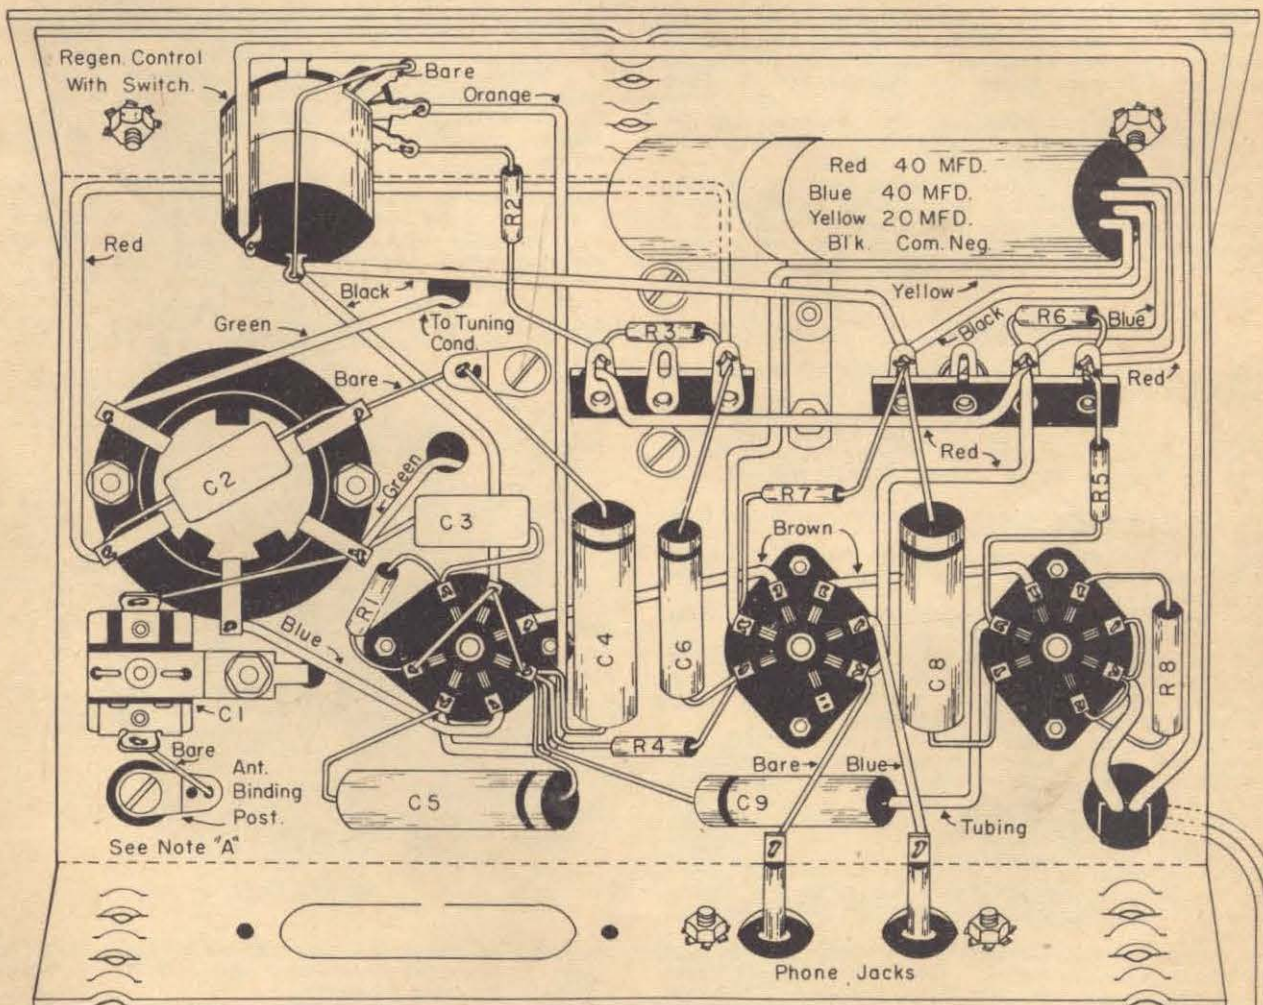 Regen. Control
With Switch.
Bare
Orange
Red 40 MFD.
Blue 40 MFD.
Yellow 20 MFD.
Blk. Com. Neg.
R2
Red
Black
Yellow
Green
To Tuning
Cond.
R3
Black
R6
Blue
Bare
Red
C2
Green
Red
R7
R5
C3
Brown
R1
Blue
C4
C6
C8
R8
C1
R4
Bare
Ant.
Binding
Post.
Bare
Blue
C5
C9
Tubing
See Note "A"
Phone Jacks